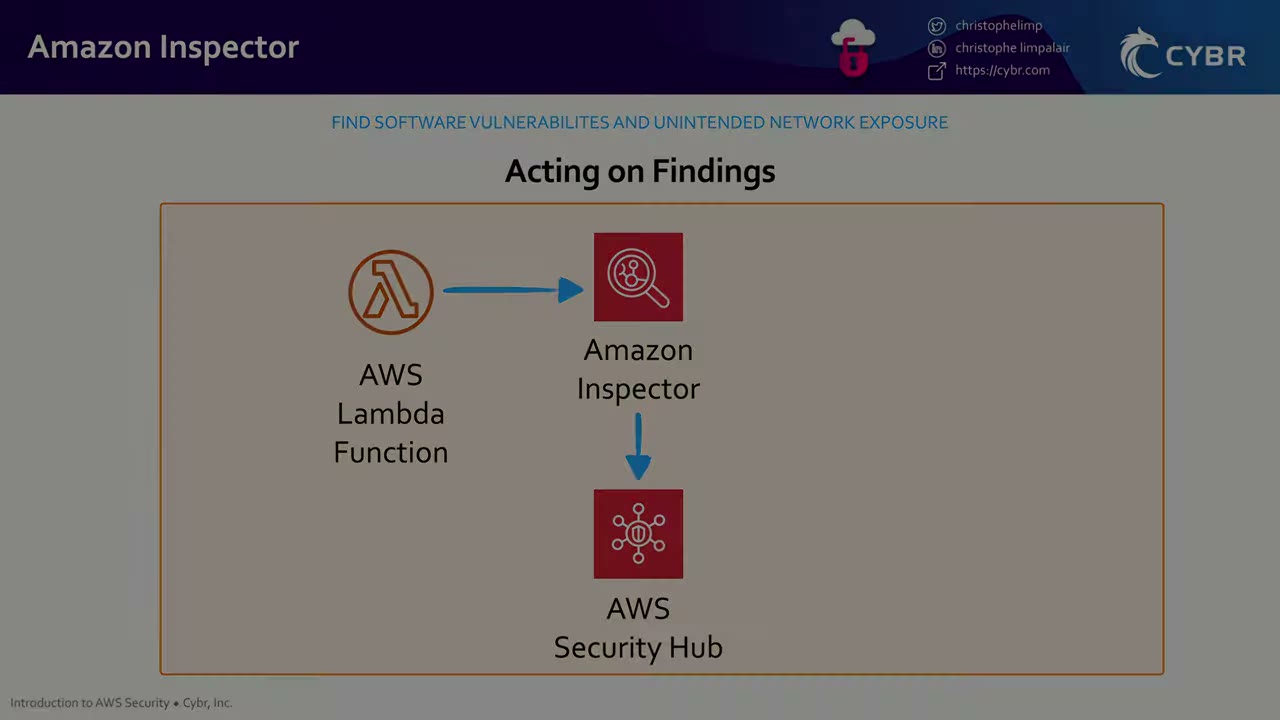 Amazon Inspector
christophelimp
christophe limpalair
https://cybr.com
CYBR
FIND SOFTWARE VULNERABILITES AND UNINTENDED NETWORK EXPOSURE
Acting on Findings
AWS
Lambda
Function
Amazon
Inspector
AWS
Security Hub
Introduction to AWS Security • Cybr, Inc.